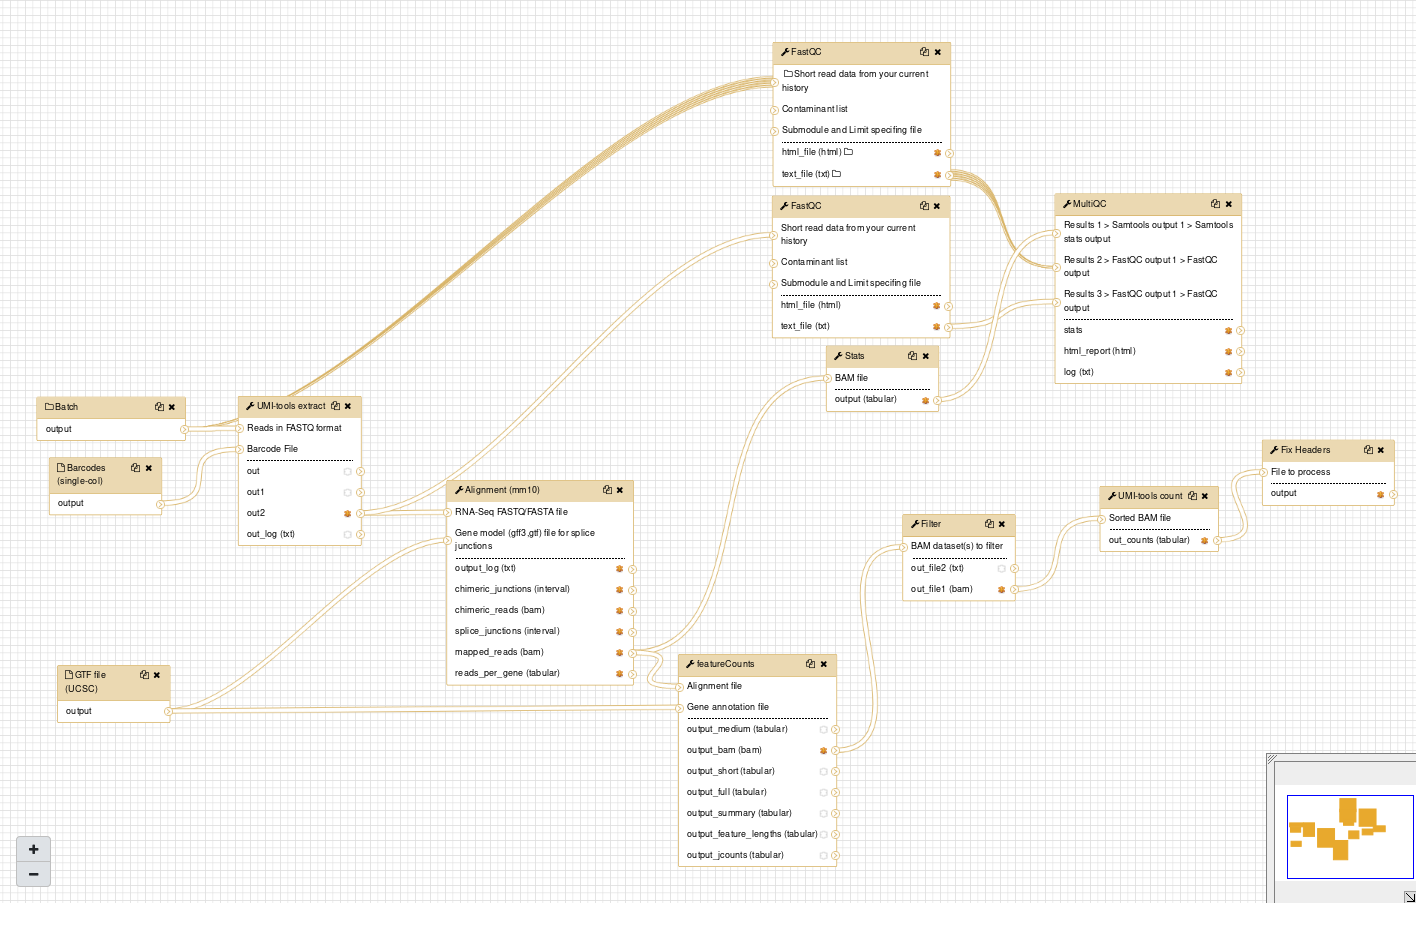 FastQC
Short read data from your current
history
Contaminant list
Submodule and Limit specifing file
html_file (html)
text_file (txt)
FastQC
Short read data from your current
history
Contaminant list
Submodule and Limit specifing file
html_file (html)
text_file (txt)
MultiQC
Results 1 > Samtools output 1 > Samtools
stats output
Results 2 > FastQC output 1 > FastQC
output
Results 3 > FastQC output 1 > FastQC
output
stats
html_report (html)
log (txt)
Stats
BAM file
output (tabular)
Batch
output
Barcodes
(single-col)
output
UMI-tools extract
Reads in FASTQ format
Barcode File
out
out1
out2
out_log (txt)
Alignment (mm10)
RNA-Seq FASTQ/FASTA file
Gene model (gff3,gtf) file for splice
junctions
output_log (txt)
chimeric_junctions (interval)
chimeric_reads (bam)
splice_junctions (interval)
mapped_reads (bam)
reads_per_gene (tabular)
GTF file
(UCSC)
output
featureCounts
Alignment file
Gene annotation file
output_medium (tabular)
output_bam (bam)
output_short (tabular)
output_full (tabular)
output_summary (tabular)
output_feature_lengths (tabular)
output_jcounts (tabular)
Filter
BAM dataset(s) to filter
out_file2 (txt)
out_file1 (bam)
UMI-tools count
Sorted BAM file
out_counts (tabular)
Fix Headers
File to process
output
+
−